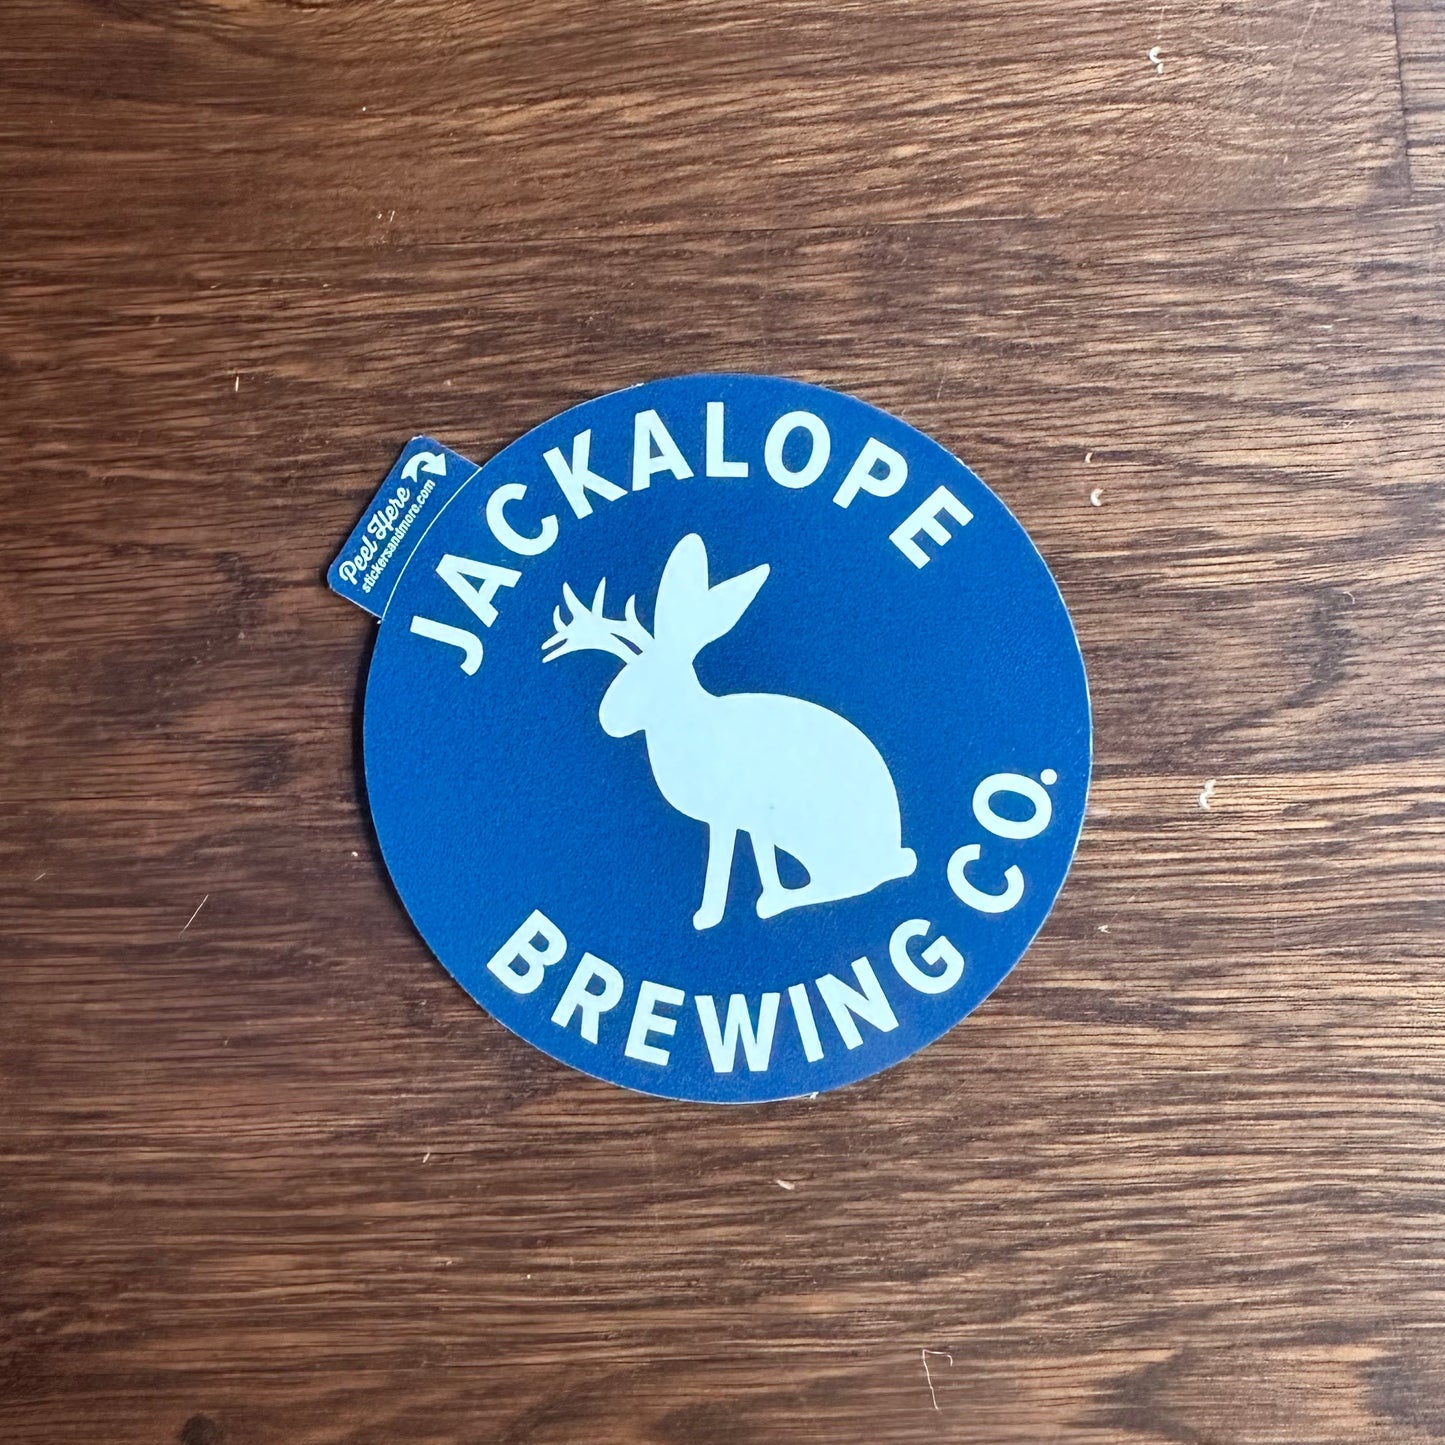 JACKALOPE
BREWING CO.
Peel Here
stickersandmore.com